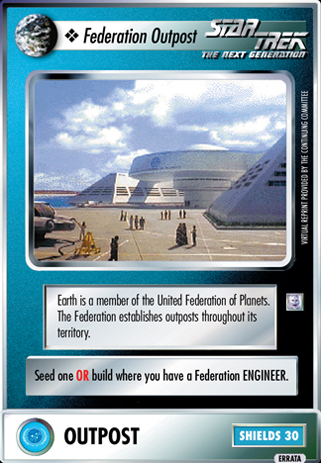 ❖ Federation Outpost
STAR TREK
THE NEXT GENERATION
VIRTUAL REPRINT PROVIDED BY THE CONTINUING COMMITTEE
Earth is a member of the United Federation of Planets.
The Federation establishes outposts throughout its
territory.
Seed one OR build where you have a Federation ENGINEER.
OUTPOST
SHIELDS 30
ERRATA